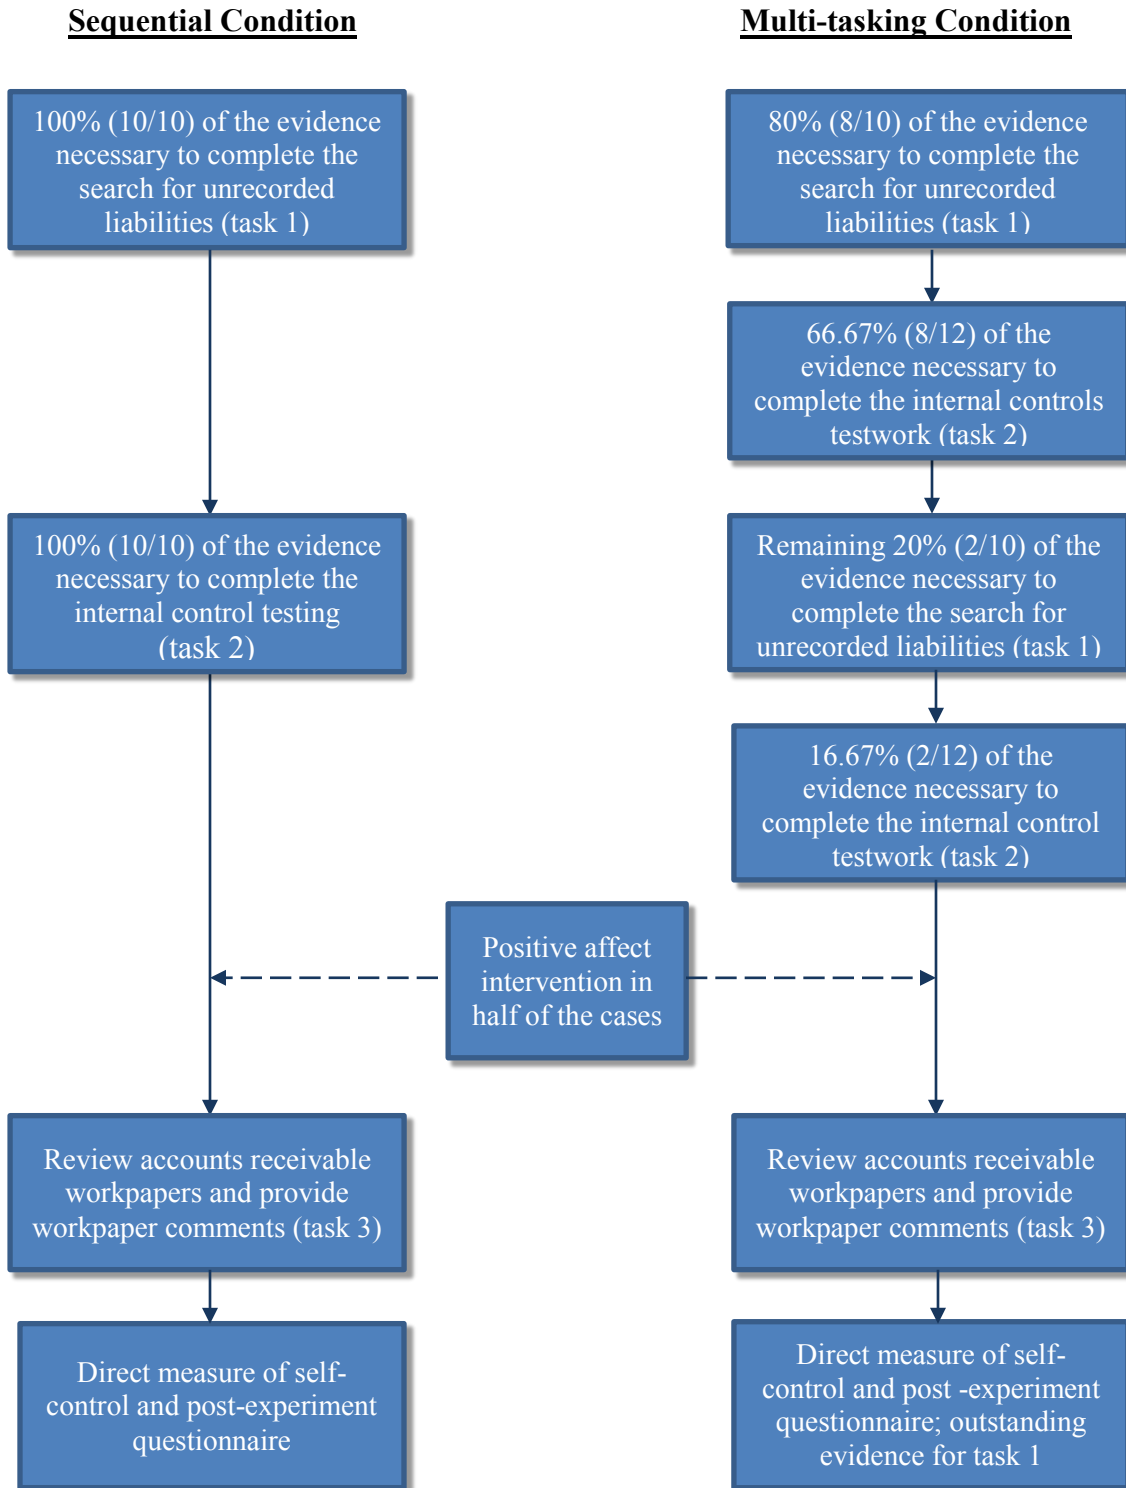 Sequential Condition
100% (10/10) of the evidence
necessary to complete the
search for unrecorded
liabilities (task 1)
100% (10/10) of the evidence
necessary to complete the
internal control testing
(task 2)
Multi-tasking Condition
80% (8/10) of the evidence
necessary to complete the
search for unrecorded
liabilities (task 1)
66.67% (8/12) of the
evidence necessary to
complete the internal controls
testwork (task 2)
Remaining 20% (2/10) of the
evidence necessary to
complete the search for
unrecorded liabilities (task 1)
16.67% (2/12) of the
evidence necessary to
complete the internal control
testwork (task 2)
Positive affect
intervention in
half of the cases
Review accounts receivable
workpapers and provide
workpaper comments (task 3)
Direct measure of self-
control and post-experiment
questionnaire
Review accounts receivable
workpapers and provide
workpaper comments (task 3)
Direct measure of self-
control and post -experiment
questionnaire; outstanding
evidence for task 1